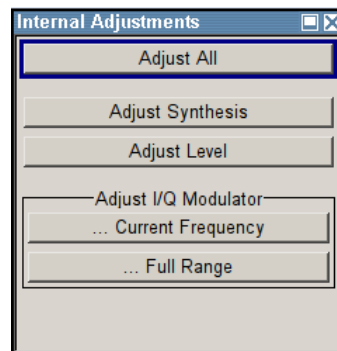 Internal Adjustments
Adjust All
Adjust Synthesis
Adjust Level
Adjust I/Q Modulator
... Current Frequency
... Full Range